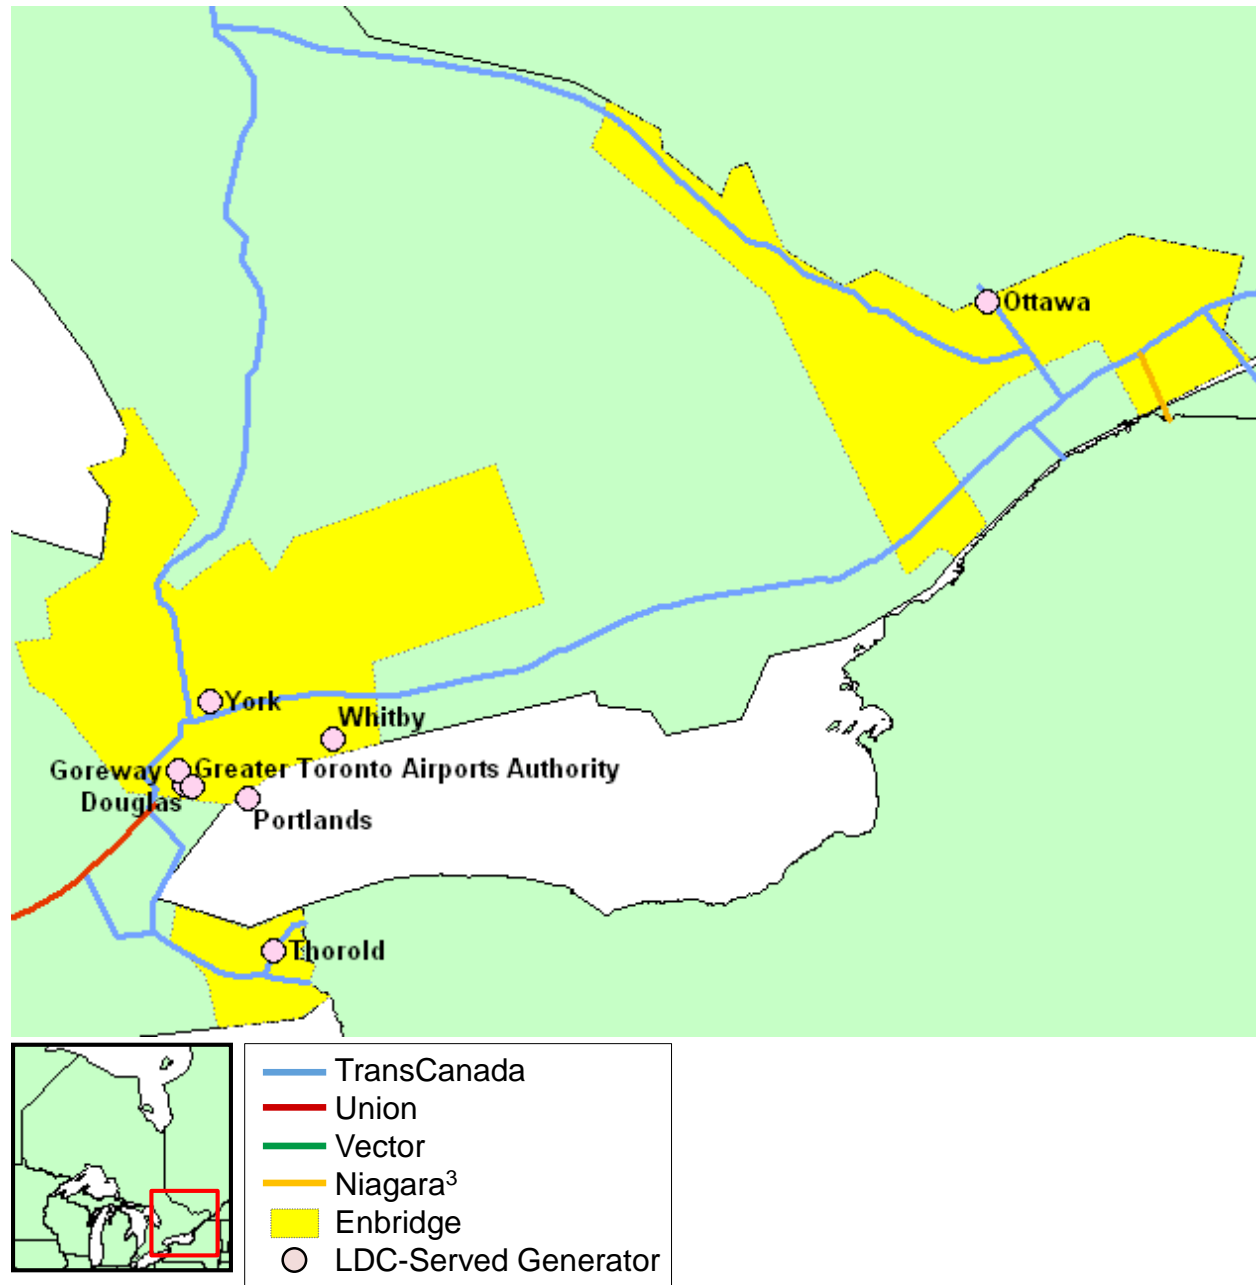 Ottawa
York
Whitby
Goreway
Greater Toronto Airports Authority
Douglas
Portlands
Thorold
TransCanada
Union
Vector
Niagara³
Enbridge
LDC-Served Generator